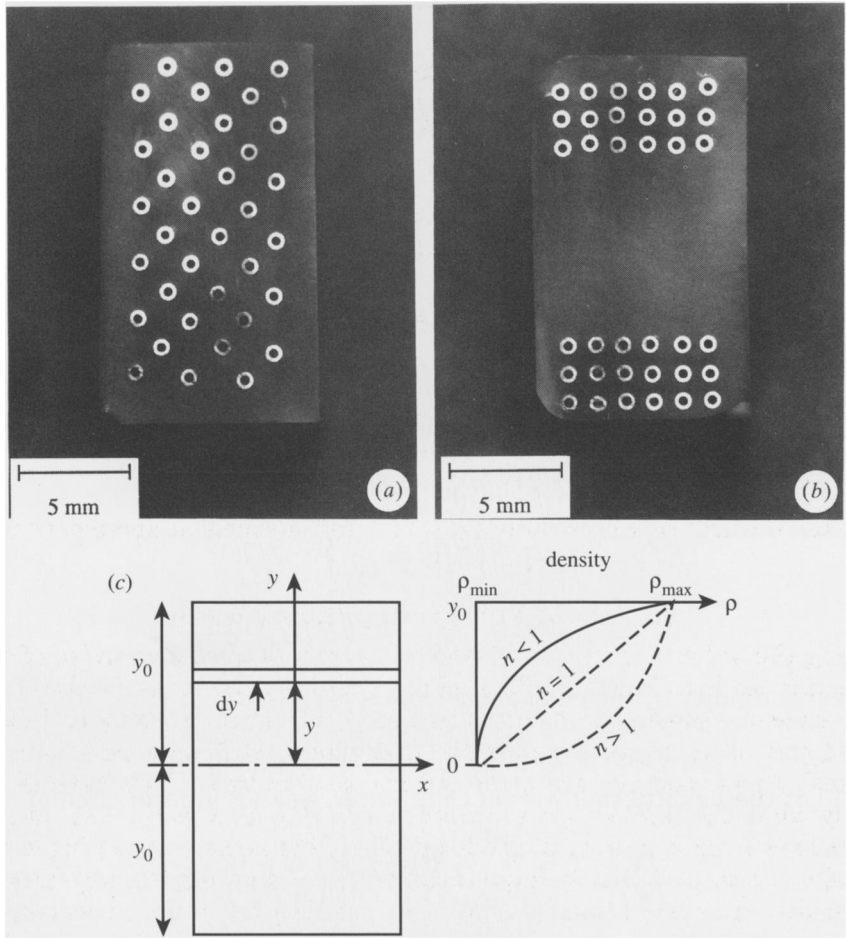 5 mm
(a)
5 mm
(b)
(c)
y
y₀
dy
y
x
y₀
density
ρmin
ρmax
y₀
ρ
n < 1
n = 1
n > 1
0